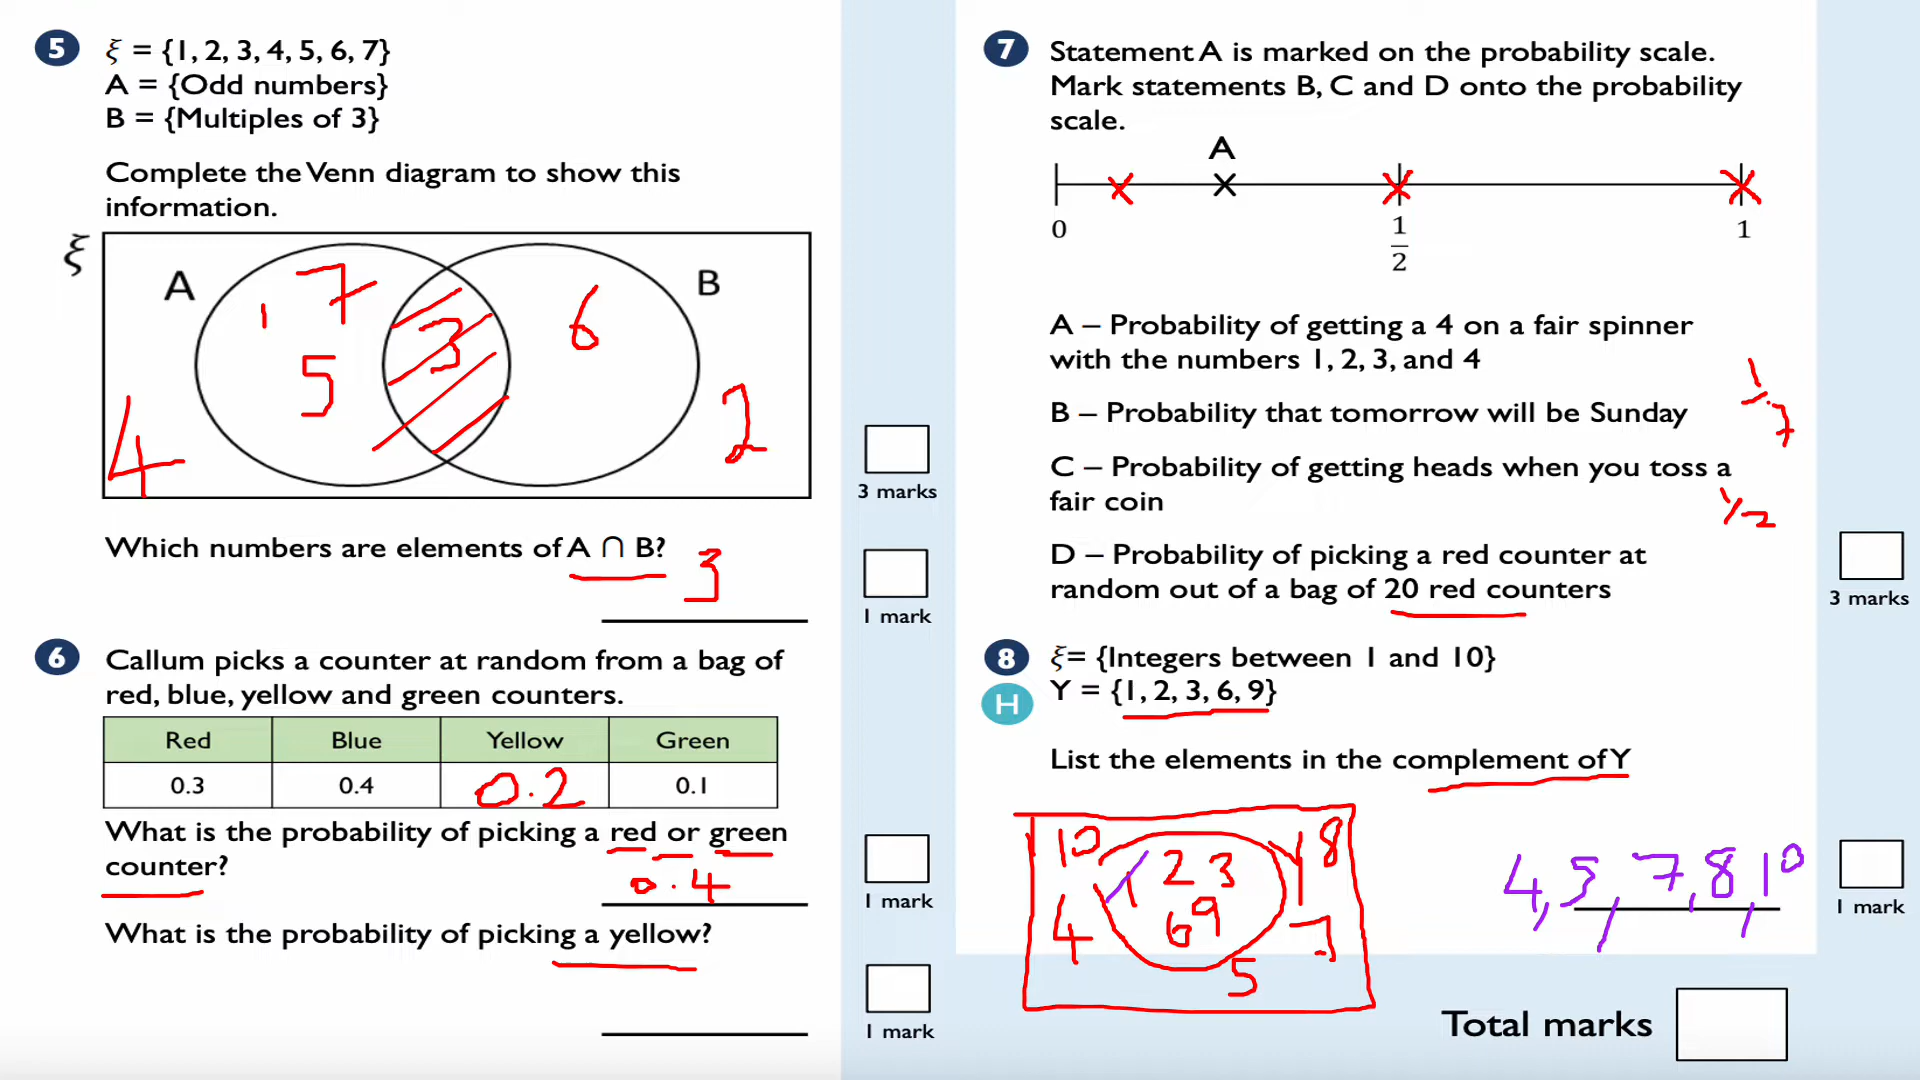 5
ξ = {1, 2, 3, 4, 5, 6, 7}
A = {Odd numbers}
B = {Multiples of 3}
Complete the Venn diagram to show this
information.
ξ
A
B
1 7
5
3
6
4
2
3 marks
Which numbers are elements of A ∩ B?
3
1 mark
6
Callum picks a counter at random from a bag of
red, blue, yellow and green counters.
Red Blue Yellow Green
0.3 0.4 0.2 0.1
What is the probability of picking a red or green
counter?
0.4
1 mark
What is the probability of picking a yellow?
1 mark
7
Statement A is marked on the probability scale.
Mark statements B, C and D onto the probability
scale.
A
0 1/2 1
A – Probability of getting a 4 on a fair spinner
with the numbers 1, 2, 3, and 4
B – Probability that tomorrow will be Sunday
1/7
C – Probability of getting heads when you toss a
fair coin
1/2
D – Probability of picking a red counter at
random out of a bag of 20 red counters
3 marks
8
H
ξ= {Integers between 1 and 10}
Y = {1, 2, 3, 6, 9}
List the elements in the complement of Y
10 8
1 2 3
6 9
4 7
5
4, 5, 7, 8, 10
1 mark
Total marks